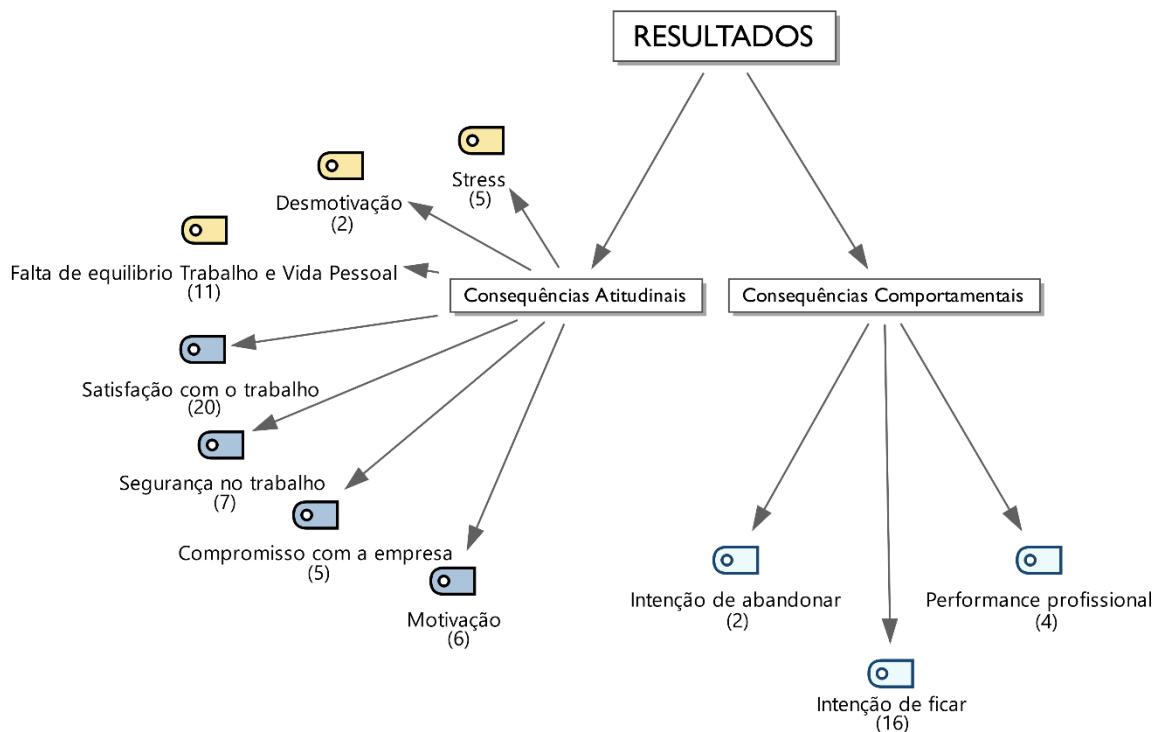 RESULTADOS
Stress
(5)
Desmotivação
(2)
Falta de equilibrio Trabalho e Vida Pessoal
(11)
Consequências Atitudinais
Consequências Comportamentais
Satisfação com o trabalho
(20)
Segurança no trabalho
(7)
Compromisso com a empresa
(5)
Motivação
(6)
Intenção de abandonar
(2)
Performance profissional
(4)
Intenção de ficar
(16)